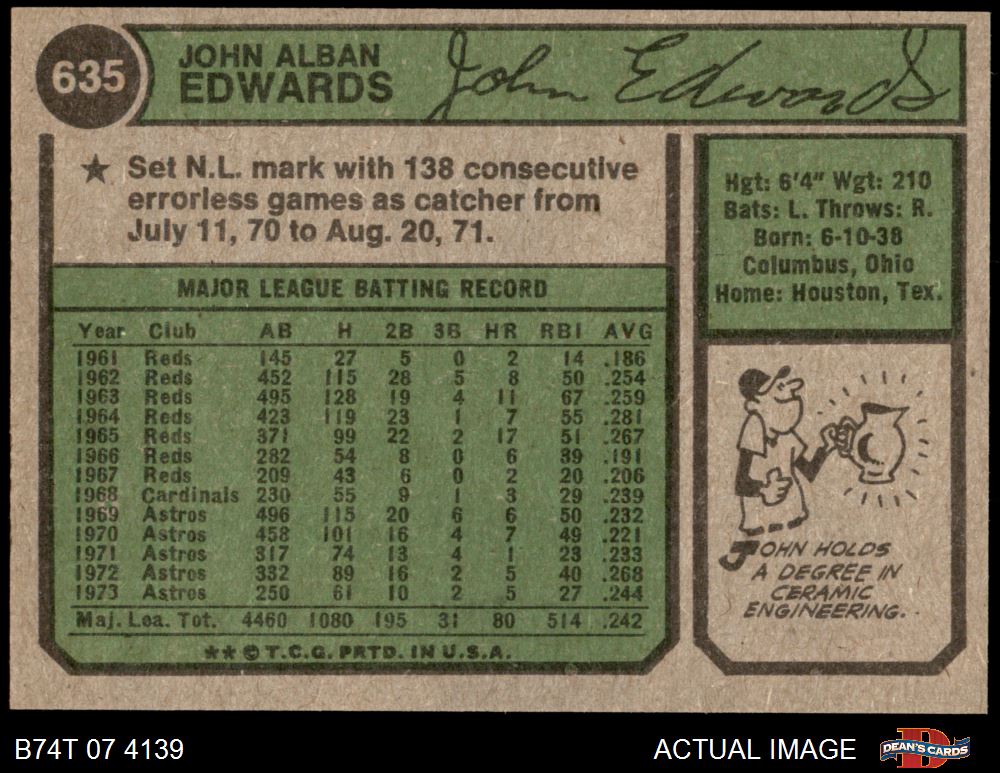 635
JOHN ALBAN
EDWARDS
John Edwards
★ Set N.L. mark with 138 consecutive
errorless games as catcher from
July 11, 70 to Aug. 20, 71.
Hgt: 6'4" Wgt: 210
Bats: L. Throws: R.
Born: 6-10-38
Columbus, Ohio
Home: Houston, Tex.
MAJOR LEAGUE BATTING RECORD
Year Club AB H 2B 3B HR RBI AVG
1961 Reds 145 27 5 0 2 14 .186
1962 Reds 452 115 28 5 8 50 .254
1963 Reds 495 128 19 4 11 67 .259
1964 Reds 423 119 23 1 7 55 .281
1965 Reds 371 99 22 2 17 51 .267
1966 Reds 282 54 8 0 6 39 .191
1967 Reds 209 43 6 0 2 20 .206
1968 Cardinals 230 55 9 1 3 29 .239
1969 Astros 496 115 20 6 6 50 .232
1970 Astros 458 101 16 4 7 49 .221
1971 Astros 317 74 13 4 1 23 .233
1972 Astros 332 89 16 2 5 40 .268
1973 Astros 250 61 10 2 5 27 .244
Maj. Lea. Tot. 4460 1080 195 31 80 514 .242
★★ © T.C.G. PRTD. IN U.S.A.
JOHN HOLDS
A DEGREE IN
CERAMIC
ENGINEERING.
B74T 07 4139
ACTUAL IMAGE
DEAN'S CARDS